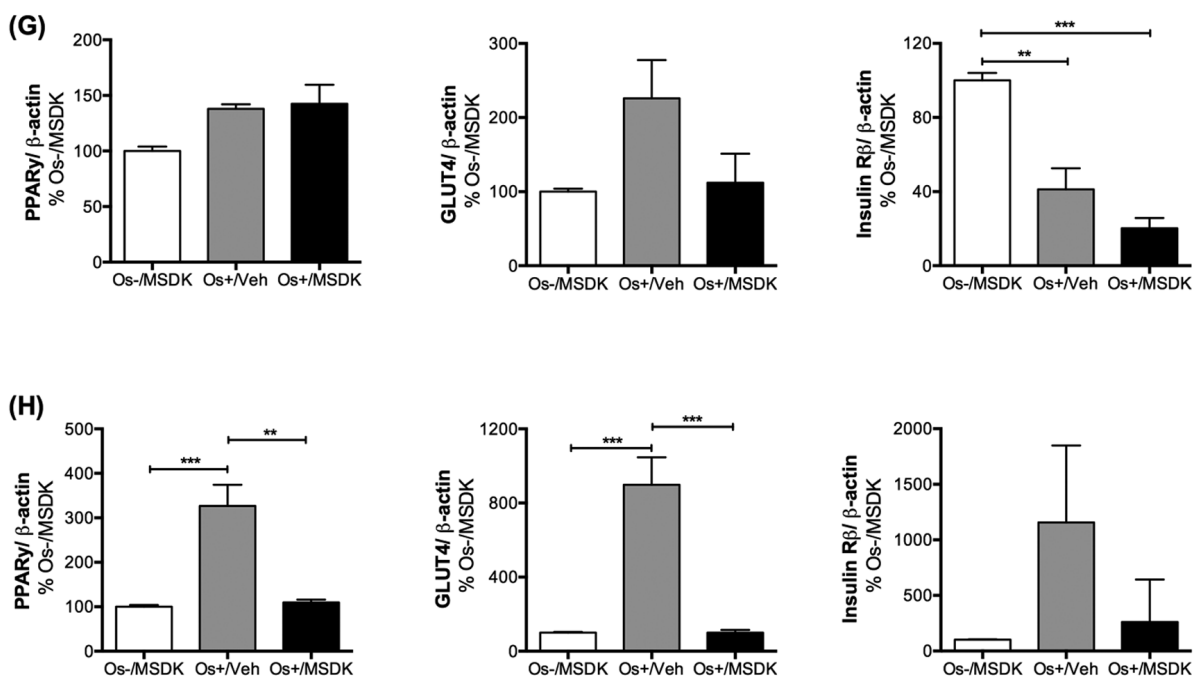 (G)
PPARy/ β-actin
% Os-/MSDK
200
150
100
50
0
Os-/MSDK Os+/Veh Os+/MSDK
GLUT4/ β-actin
% Os-/MSDK
300
200
100
0
Os-/MSDK Os+/Veh Os+/MSDK
Insulin Rβ/ β-actin
% Os-/MSDK
120
80
40
0
***
**
Os-/MSDK Os+/Veh Os+/MSDK
(H)
PPARy/ β-actin
% Os-/MSDK
500
400
300
200
100
0
**
***
Os-/MSDK Os+/Veh Os+/MSDK
GLUT4/ β-actin
% Os-/MSDK
1200
800
400
0
***
***
Os-/MSDK Os+/Veh Os+/MSDK
Insulin Rβ/ β-actin
% Os-/MSDK
2000
1500
1000
500
0
Os-/MSDK Os+/Veh Os+/MSDK